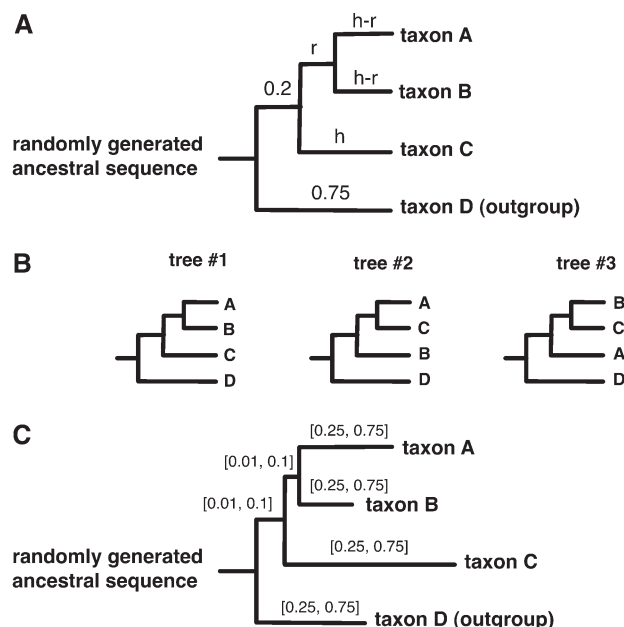 A
h-r
taxon A
r
h-r
taxon B
0.2
randomly generated
ancestral sequence
h
taxon C
0.75
taxon D (outgroup)
B
tree #1
tree #2
tree #3
A
B
C
D
A
C
B
D
B
C
A
D
C
[0.25, 0.75]
taxon A
[0.01, 0.1]
[0.25, 0.75]
taxon B
[0.01, 0.1]
randomly generated
ancestral sequence
[0.25, 0.75]
taxon C
[0.25, 0.75]
taxon D (outgroup)